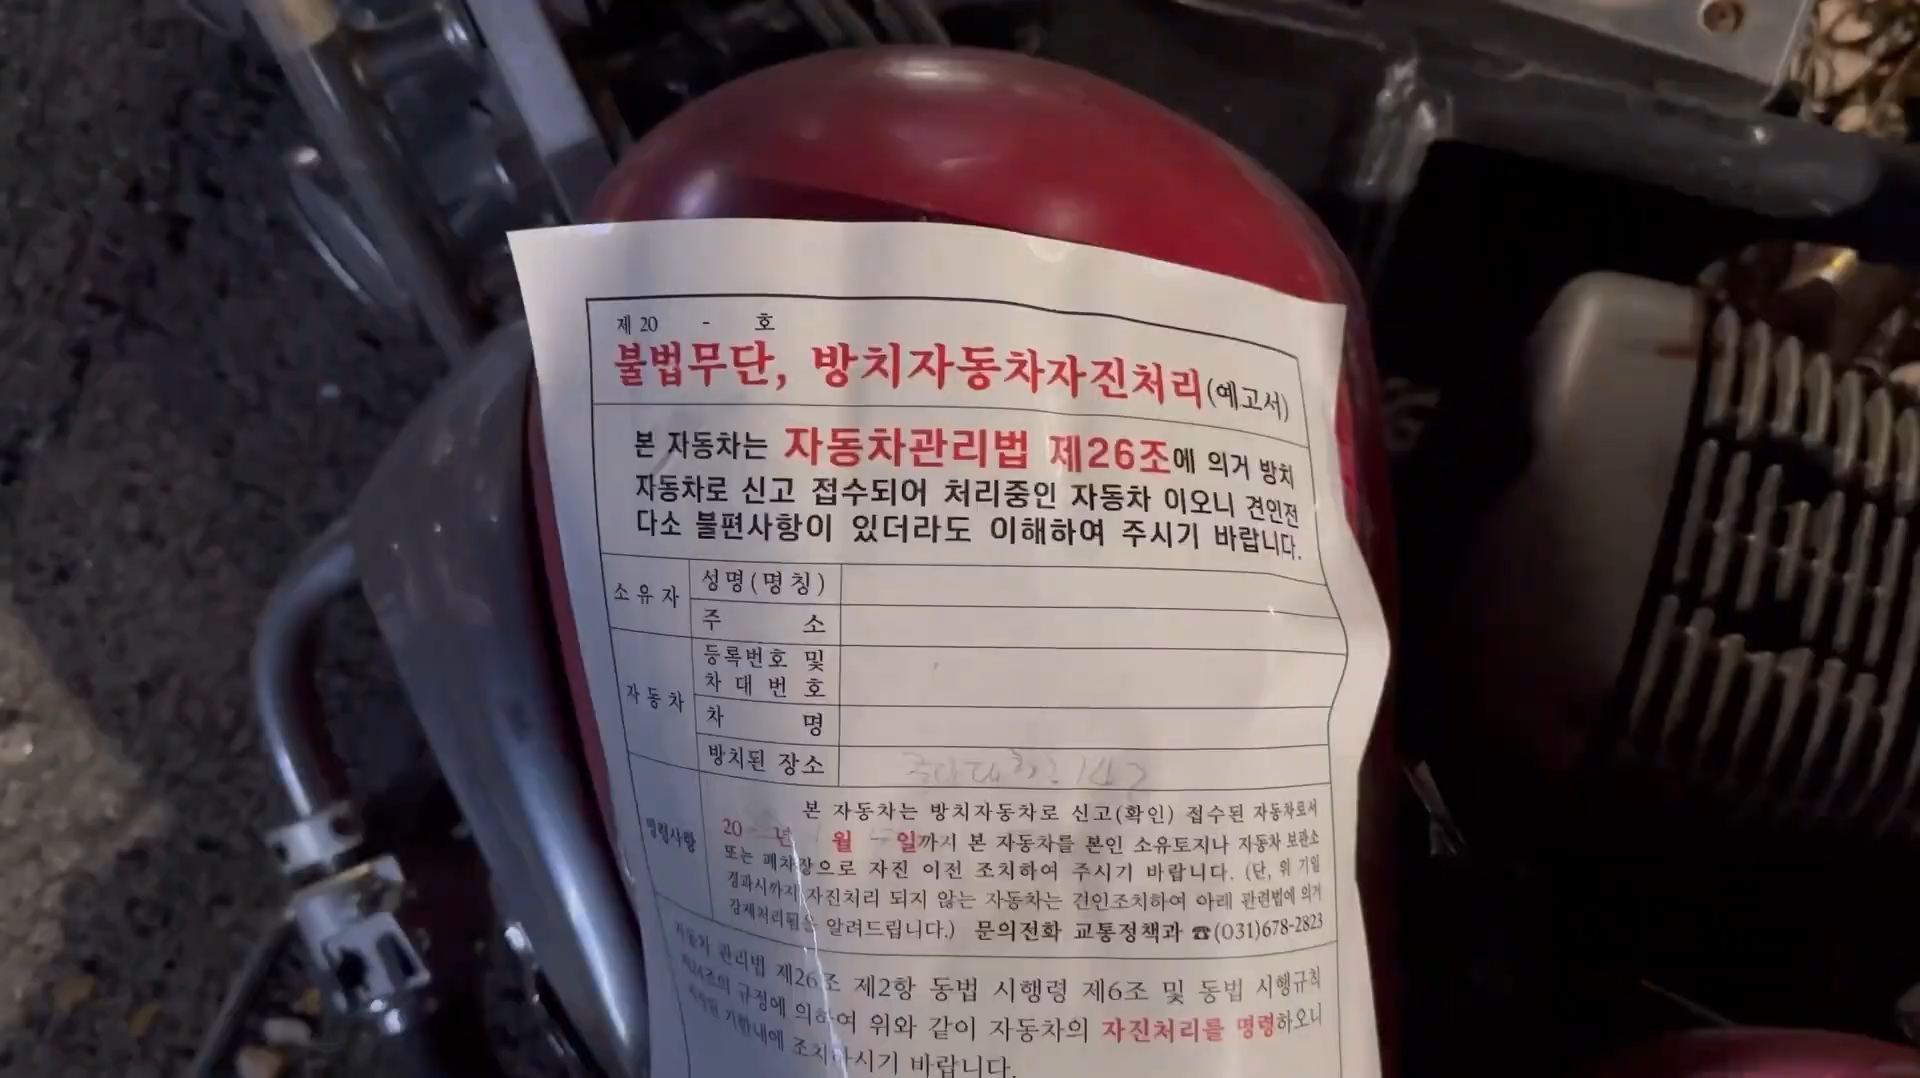 제 20 - 호
불법무단, 방치자동차자진처리(예고서)
본 자동차는 자동차관리법 제26조에 의거 방치
자동차로 신고 접수되어 처리중인 자동차 이오니 견인전
다소 불편사항이 있더라도 이해하여 주시기 바랍니다.
소유자
성명(명칭)
주 소
자동차
등록번호 및
차대번호
차 명
방치된 장소
명령사항
본 자동차는 방치자동차로 신고(확인) 접수된 자동차로서
20 년 월 일까지 본 자동차를 본인 소유토지나 자동차 보관소
또는 폐차장으로 자진 이전 조치하여 주시기 바랍니다. (단, 위 기일
경과시까지 자진처리 되지 않는 자동차는 견인조치하여 아래 관련법에 의거
강제처리됨을 알려드립니다.) 문의전화 교통정책과 ☎(031)678-2823
자동차 관리법 제26조 제2항 동법 시행령 제6조 및 동법 시행규칙
규정에 의하여 위와 같이 자동차의 자진처리를 명령하오니
기한내에 조치하시기 바랍니다.